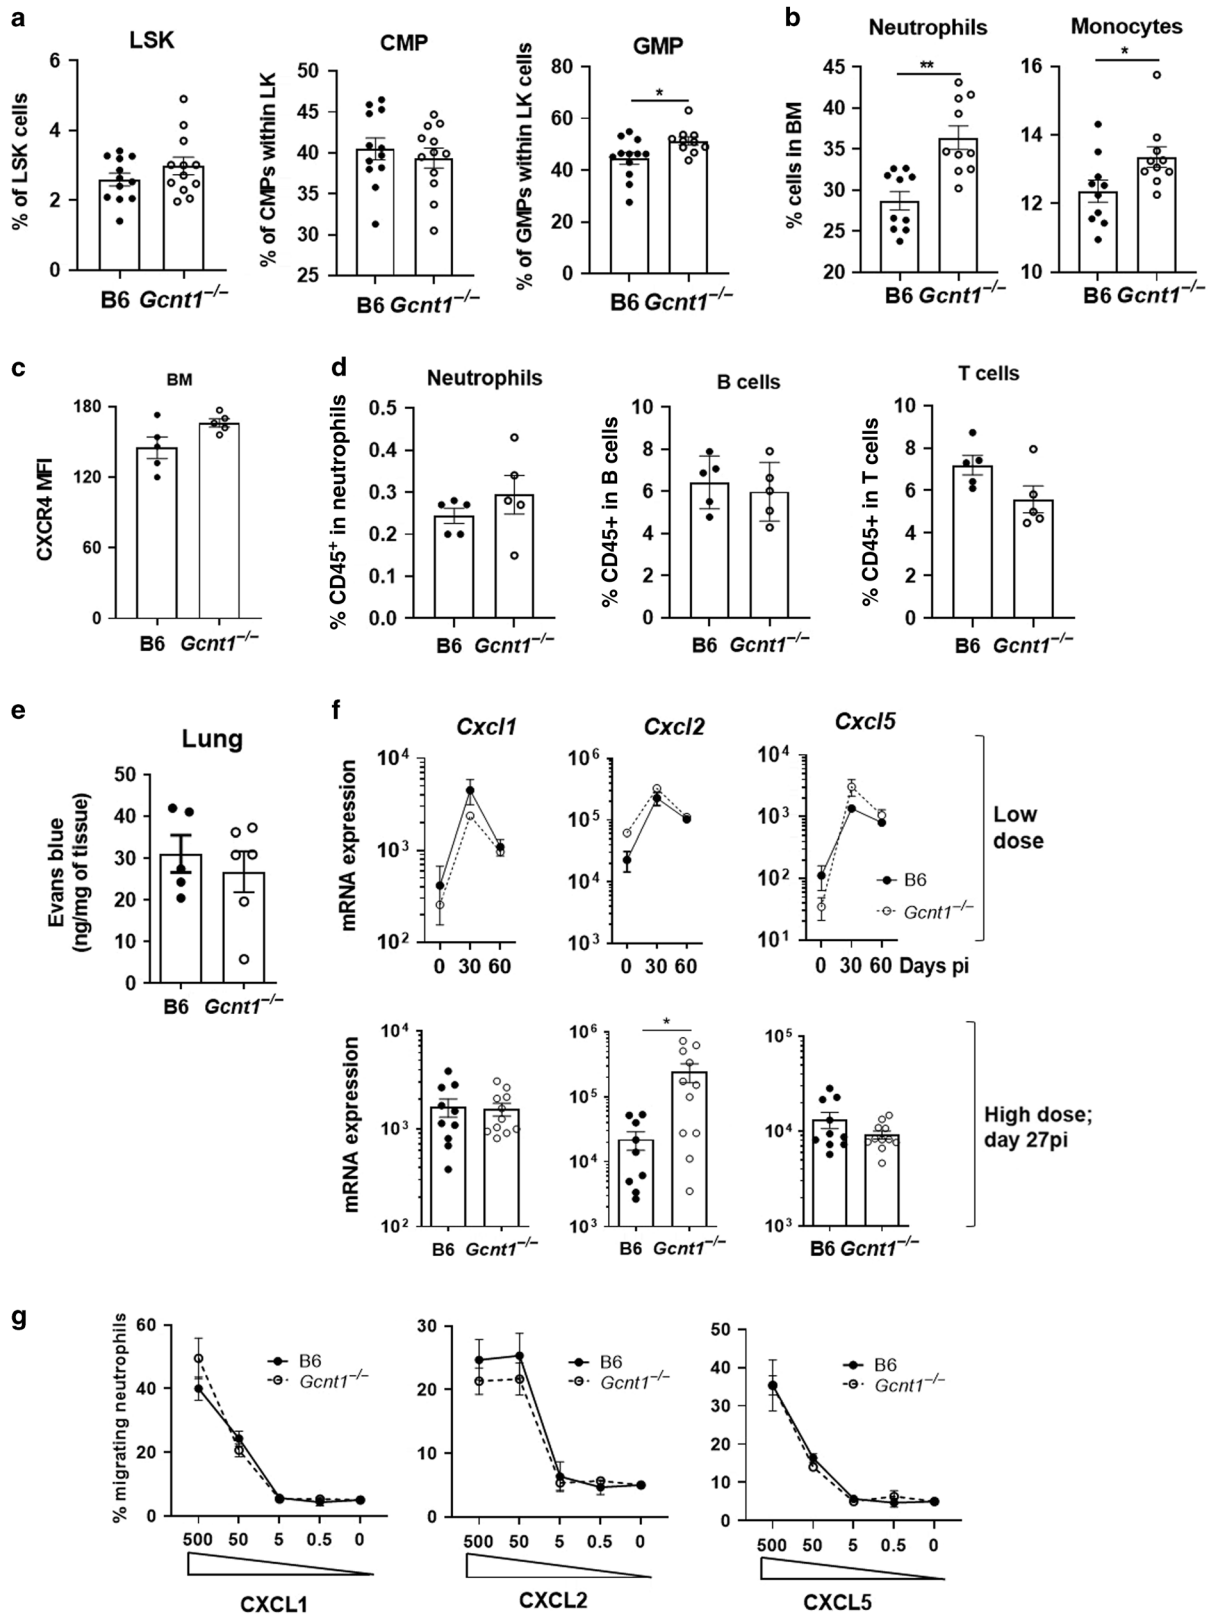 a
LSK
% of LSK cells
6
4
2
0
B6 Gcnt1−/−
CMP
% of CMPs within LK
50
45
40
35
30
25
B6 Gcnt1−/−
GMP
% of GMPs within LK cells
80
60
40
20
0
*
B6 Gcnt1−/−
b
Neutrophils
% cells in BM
45
40
35
30
25
20
**
B6 Gcnt1−/−
Monocytes
16
14
12
10
*
B6 Gcnt1−/−
c
BM
CXCR4 MFI
180
120
60
0
B6 Gcnt1−/−
d
Neutrophils
% CD45+ in neutrophils
0.5
0.4
0.3
0.2
0.1
0.0
B6 Gcnt1−/−
B cells
% CD45+ in B cells
10
8
6
4
2
0
B6 Gcnt1−/−
T cells
% CD45+ in T cells
10
8
6
4
2
0
B6 Gcnt1−/−
e
Lung
Evans blue
(ng/mg of tissue)
50
40
30
20
10
0
B6 Gcnt1−/−
f
Cxcl1
mRNA expression
10^4
10^3
10^2
0 30 60
Cxcl2
10^6
10^5
10^4
10^3
0 30 60
Cxcl5
10^4
10^3
10^2
10^1
B6
Gcnt1−/−
0 30 60 Days pi
Low
dose
mRNA expression
10^4
10^3
10^2
B6 Gcnt1−/−
10^6
10^5
10^4
10^3
*
B6 Gcnt1−/−
10^5
10^4
10^3
B6 Gcnt1−/−
High dose;
day 27pi
g
% migrating neutrophils
60
40
20
0
B6
Gcnt1−/−
500 50 5 0.5 0
CXCL1
30
20
10
0
B6
Gcnt1−/−
500 50 5 0.5 0
CXCL2
50
40
30
20
10
0
B6
Gcnt1−/−
500 50 5 0.5 0
CXCL5